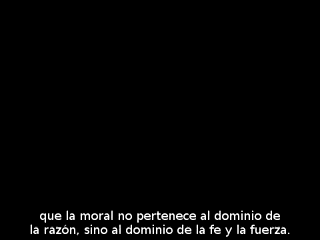 que la moral no pertenece al dominio de
la razón, sino al dominio de la fe y la fuerza.